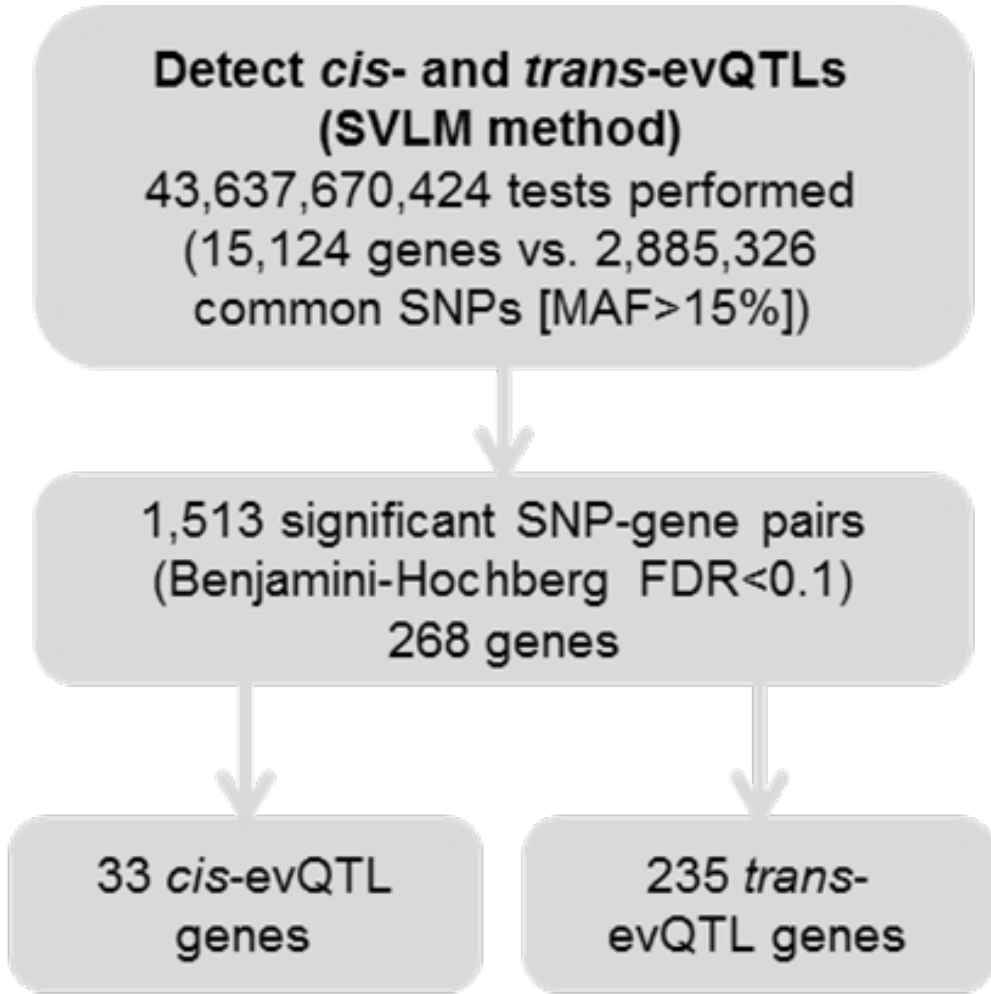 Detect cis- and trans-evQTLs
(SVLM method)
43,637,670,424 tests performed
(15,124 genes vs. 2,885,326
common SNPs [MAF>15%])
1,513 significant SNP-gene pairs
(Benjamini-Hochberg FDR<0.1)
268 genes
33 cis-evQTL
genes
235 trans-
evQTL genes